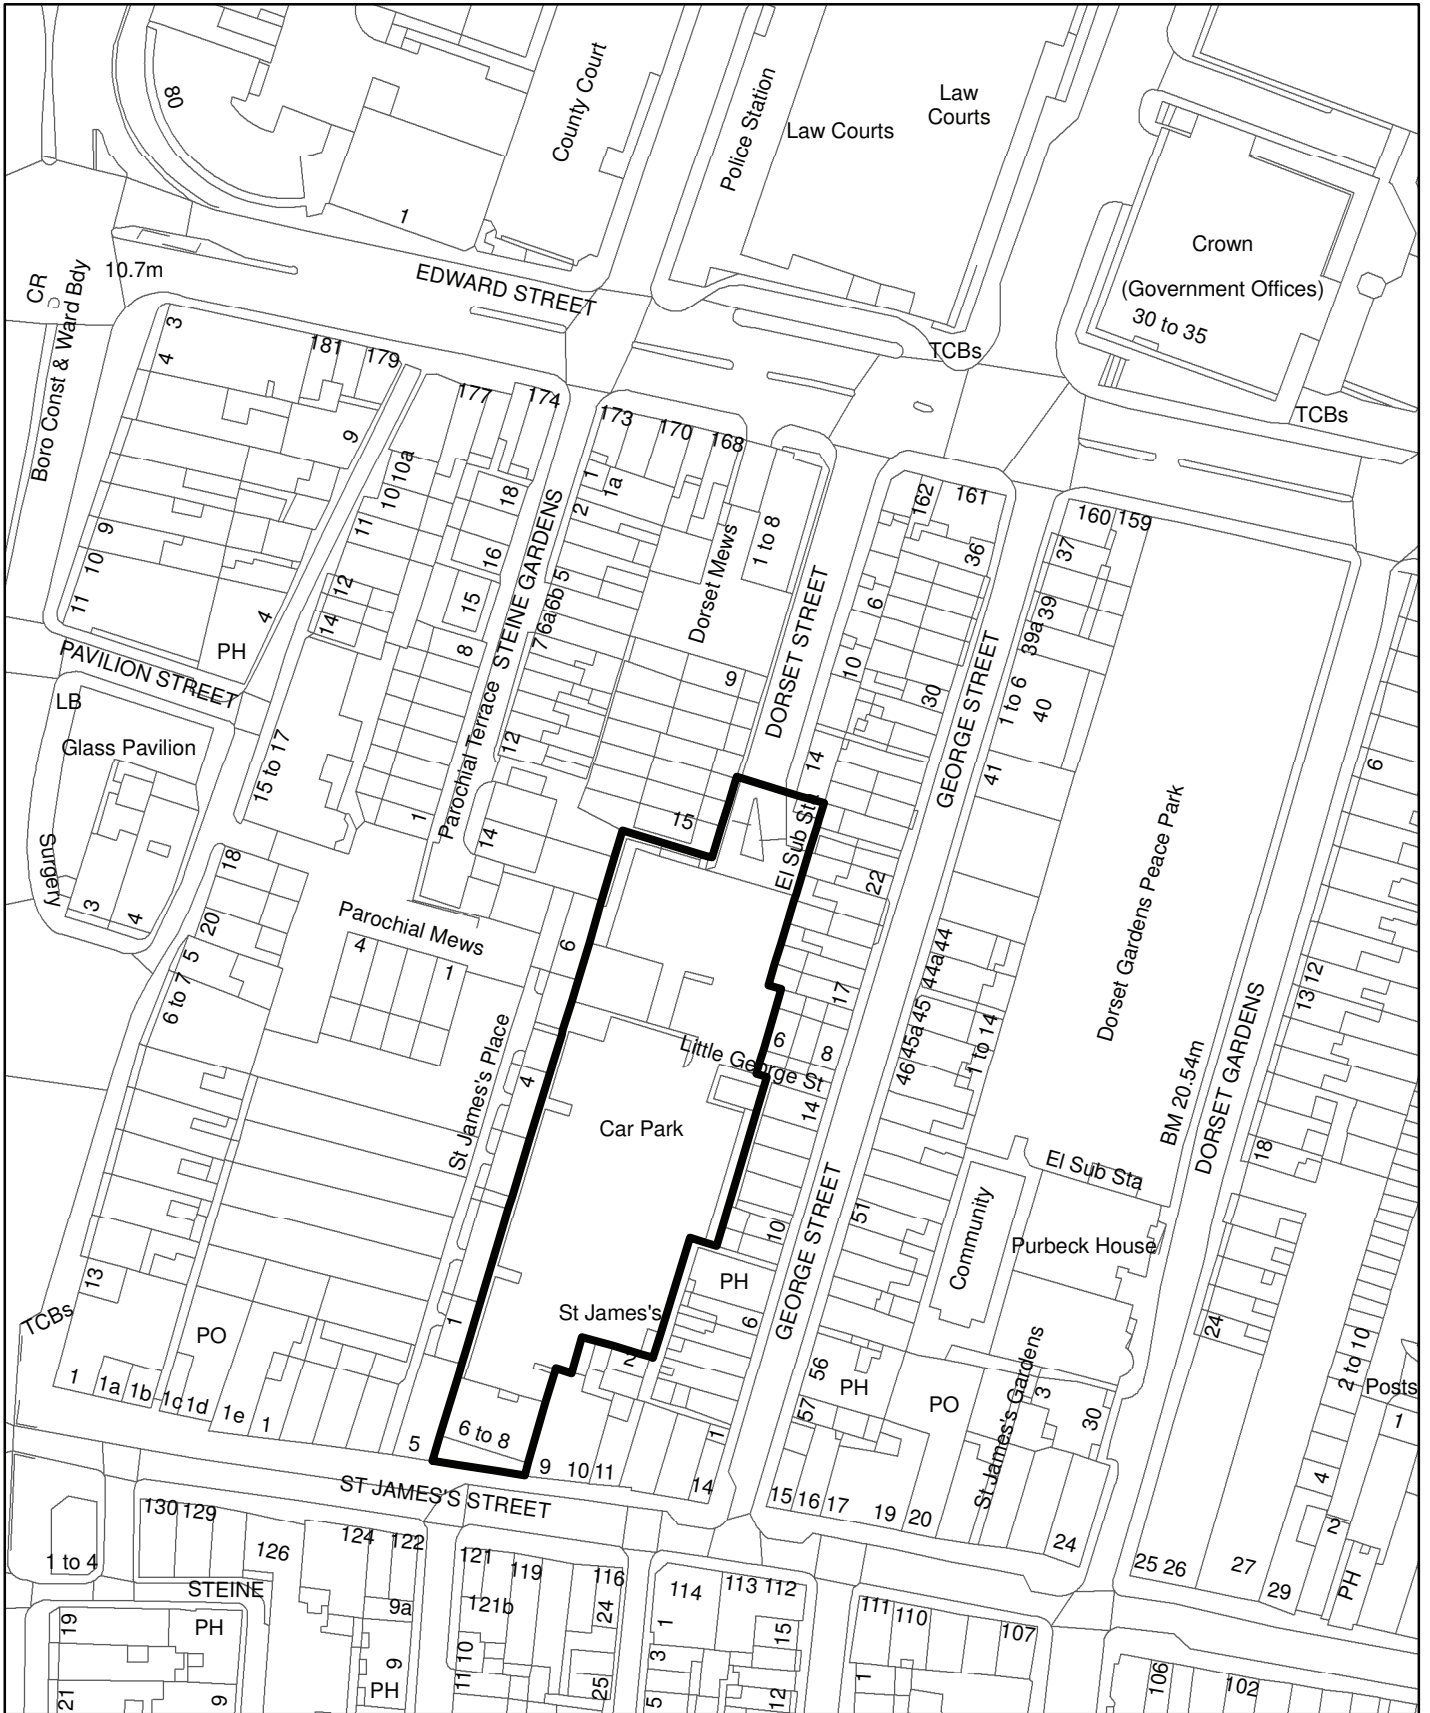 80
County Court
Police Station
Law Courts
Law
Courts
1
Crown
(Government Offices)
30 to 35
CR
Boro Const & Ward Bdy
10.7m
EDWARD STREET
TCBs
TCBs
3
4
181
179
177
174
173
170
168
162
161
160
159
9
10a
10
11
18
16
15
12
14
1
1a
2
5
6b
6a
7
8
STEINE GARDENS
Dorset Mews
1 to 8
DORSET STREET
6
10
36
30
37
39
39a
1 to 6
40
41
9
10
11
4
PH
PAVILION STREET
LB
Glass Pavilion
15 to 17
Parochial Terrace
12
9
14
GEORGE STREET
Dorset Gardens Peace Park
6
1
14
15
El Sub Sta
22
Surgery
3
4
18
20
5
6 to 7
Parochial Mews
4
1
6
17
44
44a
45
45a
46
1 to 14
12
13
DORSET GARDENS
BM 20.54m
St James's Place
4
Little George St
6
8
14
Car Park
18
El Sub Sta
Community
Purbeck House
51
10
GEORGE STREET
PH
6
13
TCBs
PO
1
St James's
2
24
2 to 10
Posts
1
1
1a
1b
1c
1d
1e
1
5
6 to 8
9
10
11
14
1
56
57
PH
PO
St James's Gardens
3
30
4
2
ST JAMES'S STREET
15
16
17
19
20
24
25
26
27
29
PH
130
129
126
124
122
121
119
116
114
113
112
111
110
107
106
102
1 to 4
STEINE
19
PH
21
9
9a
9
PH
121b
10
11
24
25
1
3
5
15
12
1